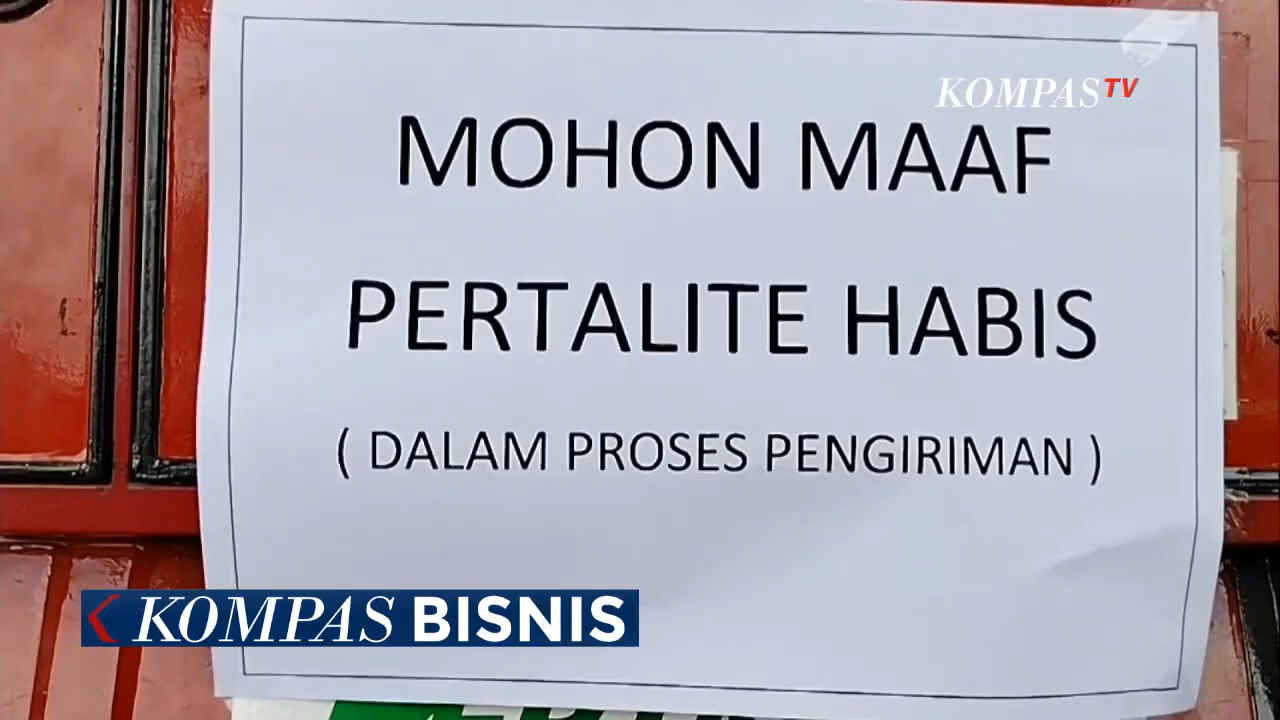 KOMPASTV
MOHON MAAF
PERTALITE HABIS
( DALAM PROSES PENGIRIMAN )
KOMPAS BISNIS